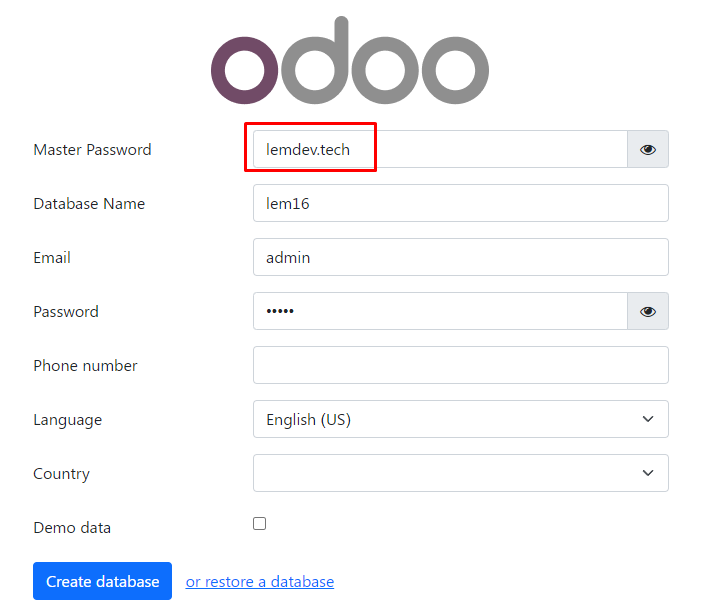 odoo
Master Password lemdev.tech
Database Name lem16
Email admin
Password •••••
Phone number
Language English (US)
Country
Demo data
Create database or restore a database